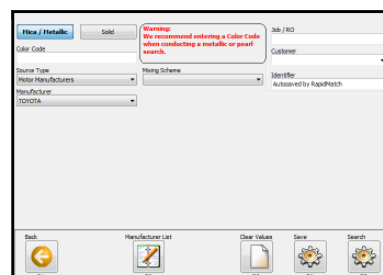 Mica / Metallic
Solid
Warning:
We recommend entering a Color Code
when conducting a metallic or pearl
search.
Job / RO
Color Code
Customer
Source Type
Motor Manufacturers
Mixing Scheme
Identifier
Autosaved by RapidMatch
Manufacturer
TOYOTA
Back
Manufacturer List
Clear Values
Save
Search